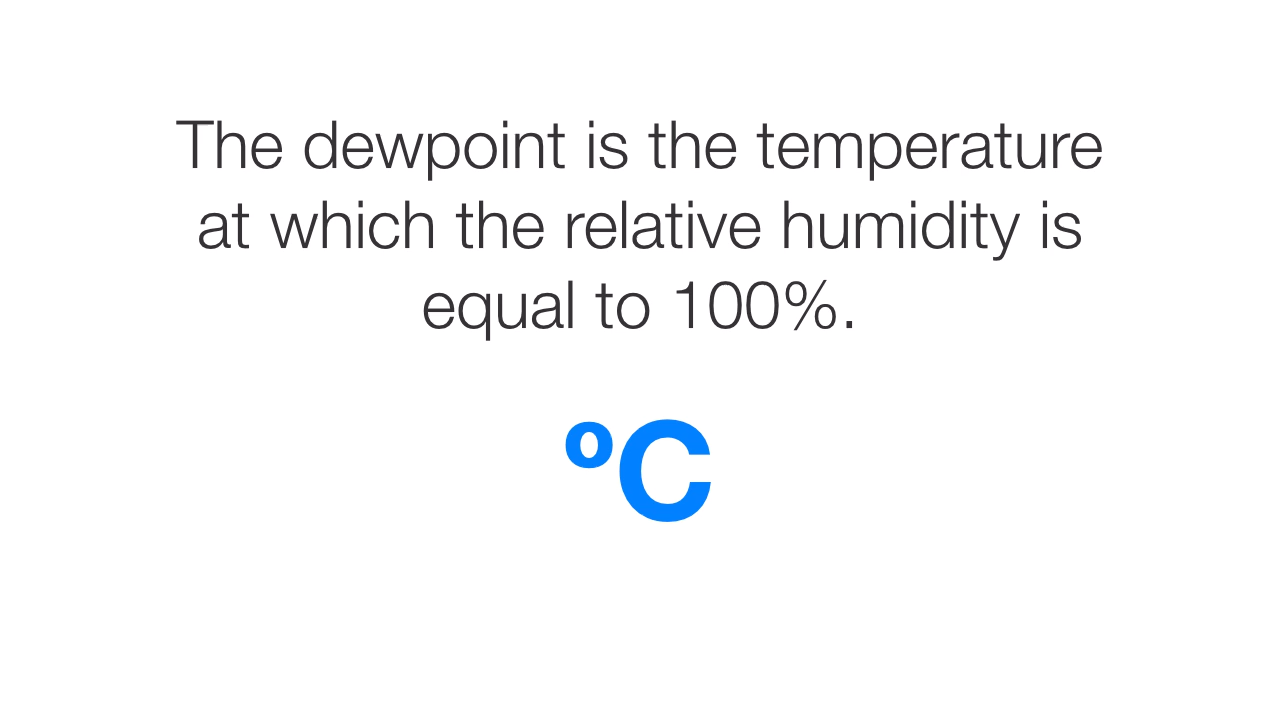 The dewpoint is the temperature
at which the relative humidity is
equal to 100%.
ºC